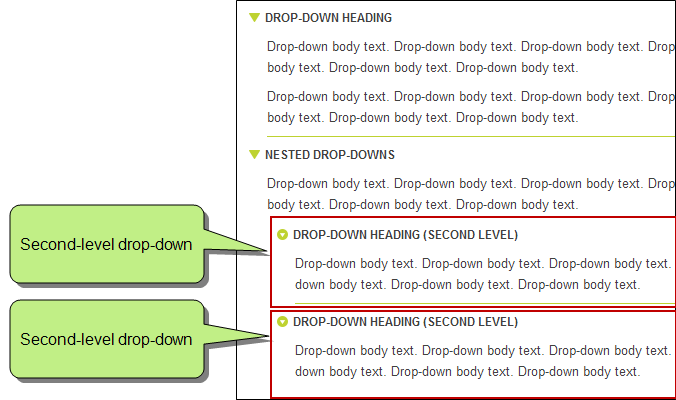 DROP-DOWN HEADING
Drop-down body text. Drop-down body text. Drop-down body text. Drop
body text. Drop-down body text. Drop-down body text.
Drop-down body text. Drop-down body text. Drop-down body text. Drop
body text. Drop-down body text. Drop-down body text.
NESTED DROP-DOWNS
Drop-down body text. Drop-down body text. Drop-down body text. Drop
body text. Drop-down body text. Drop-down body text.
Second-level drop-down
DROP-DOWN HEADING (SECOND LEVEL)
Drop-down body text. Drop-down body text. Drop-down body text.
down body text. Drop-down body text. Drop-down body text.
Second-level drop-down
DROP-DOWN HEADING (SECOND LEVEL)
Drop-down body text. Drop-down body text. Drop-down body text.
down body text. Drop-down body text. Drop-down body text.